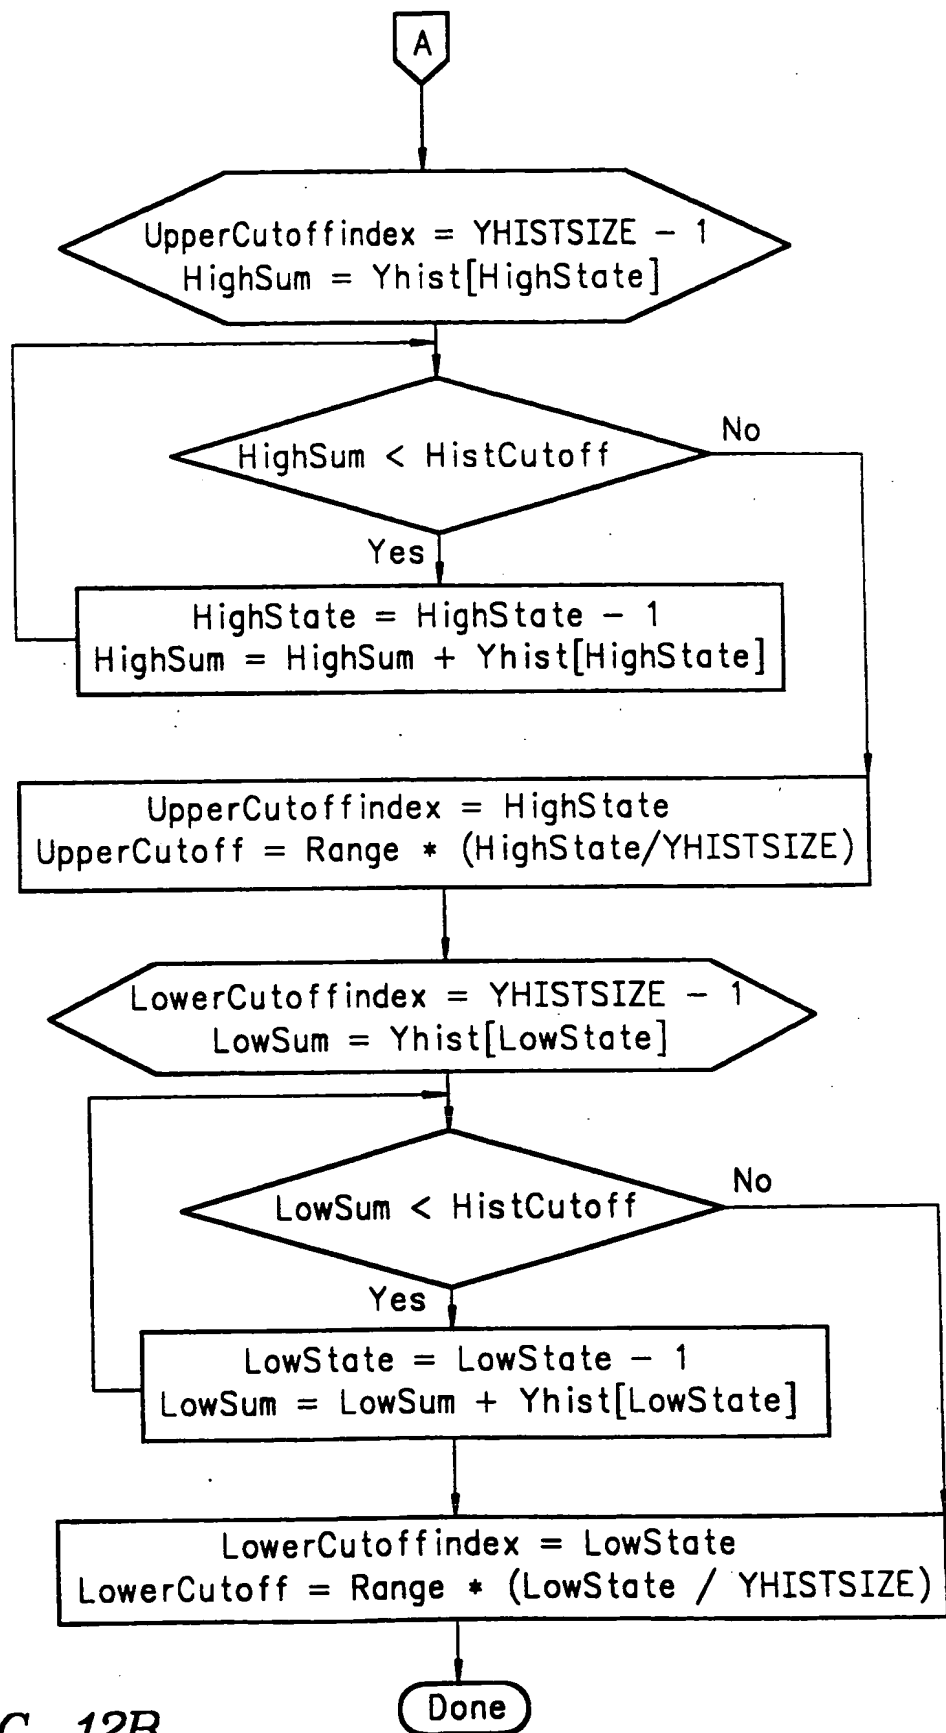 A
UpperCutoffindex = YHISTSIZE - 1
HighSum = Yhist[HighState]
HighSum < HistCutoff
No
Yes
HighState = HighState - 1
HighSum = HighSum + Yhist[HighState]
UpperCutoffindex = HighState
UpperCutoff = Range * (HighState/YHISTSIZE)
LowerCutoffindex = YHISTSIZE - 1
LowSum = Yhist[LowState]
LowSum < HistCutoff
No
Yes
LowState = LowState - 1
LowSum = LowSum + Yhist[LowState]
LowerCutoffindex = LowState
LowerCutoff = Range * (LowState / YHISTSIZE)
Done
12B